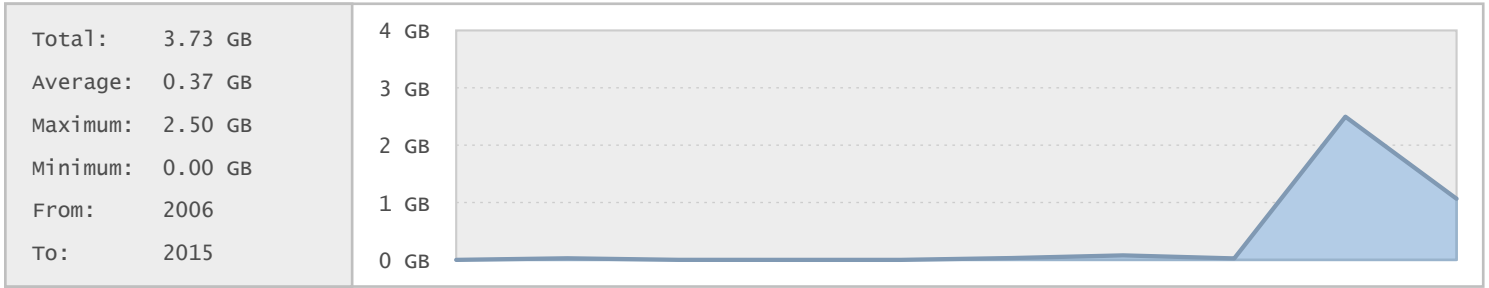 Total: 3.73 GB
Average: 0.37 GB
Maximum: 2.50 GB
Minimum: 0.00 GB
From: 2006
To: 2015
4 GB
3 GB
2 GB
1 GB
0 GB